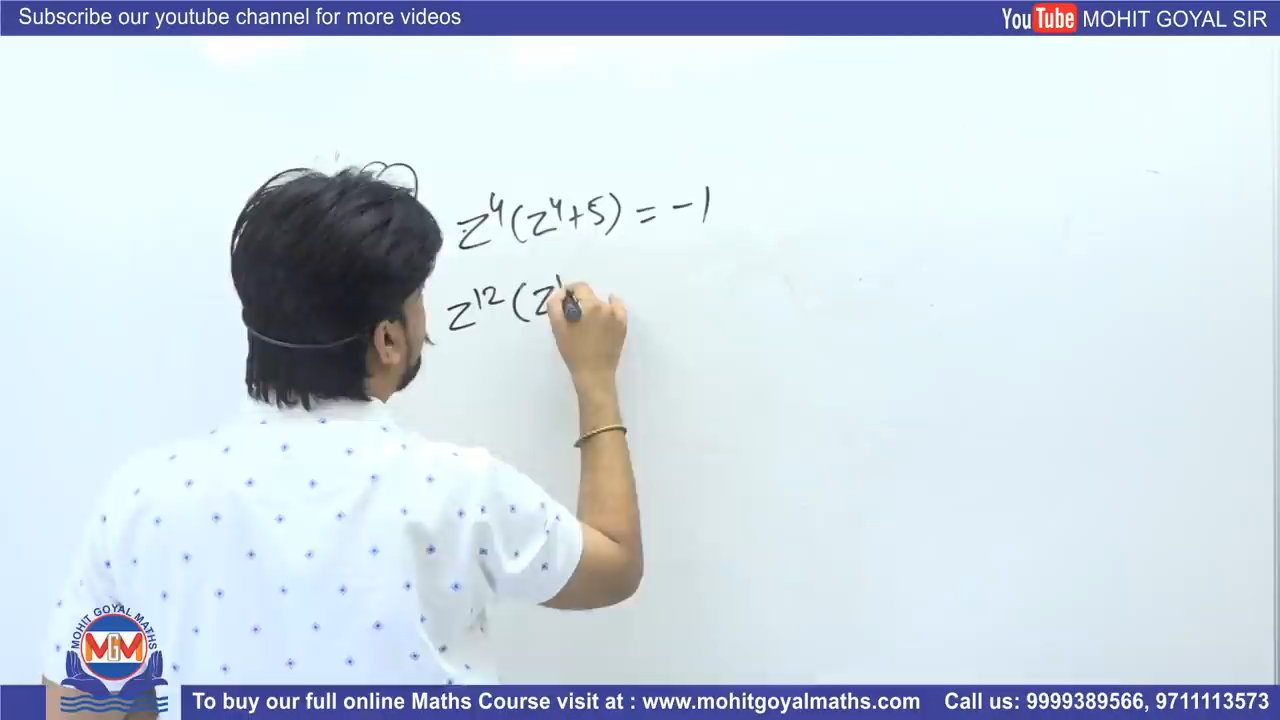 Subscribe our youtube channel for more videos
YouTube MOHIT GOYAL SIR
z⁴(z⁴+5) = -1
z¹²(z¹
MOHIT GOYAL MATHS
MGM
To buy our full online Maths Course visit at : www.mohitgoyalmaths.com Call us: 9999389566, 9711113573